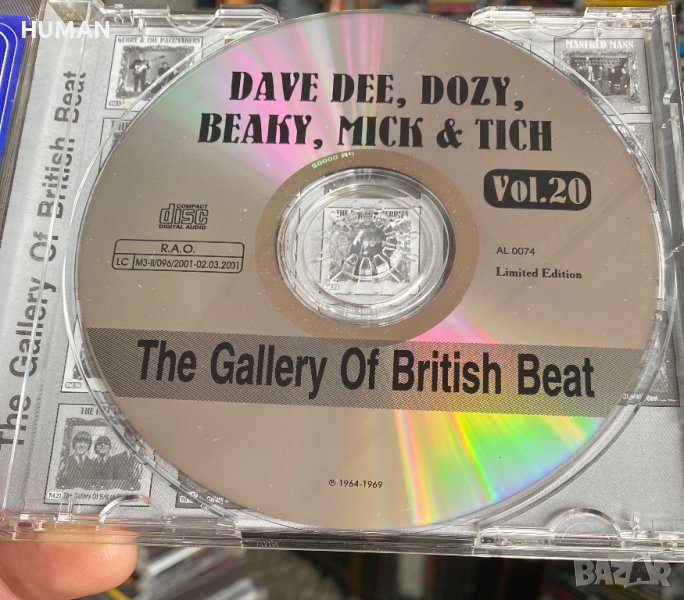 HUMAN
GERRY & THE PACEMAKERS
MANFRED MANN
DAVE DEE, DOZY,
BEAKY, MICK & TICH
Vol.20
COMPACT
disc
DIGITAL AUDIO
R.A.O.
LC M3-II/096/2001-02.03.2001
AL 0074
Limited Edition
The Gallery Of British Beat
℗ 1964-1969
The Gallery Of British Beat
BAZAR